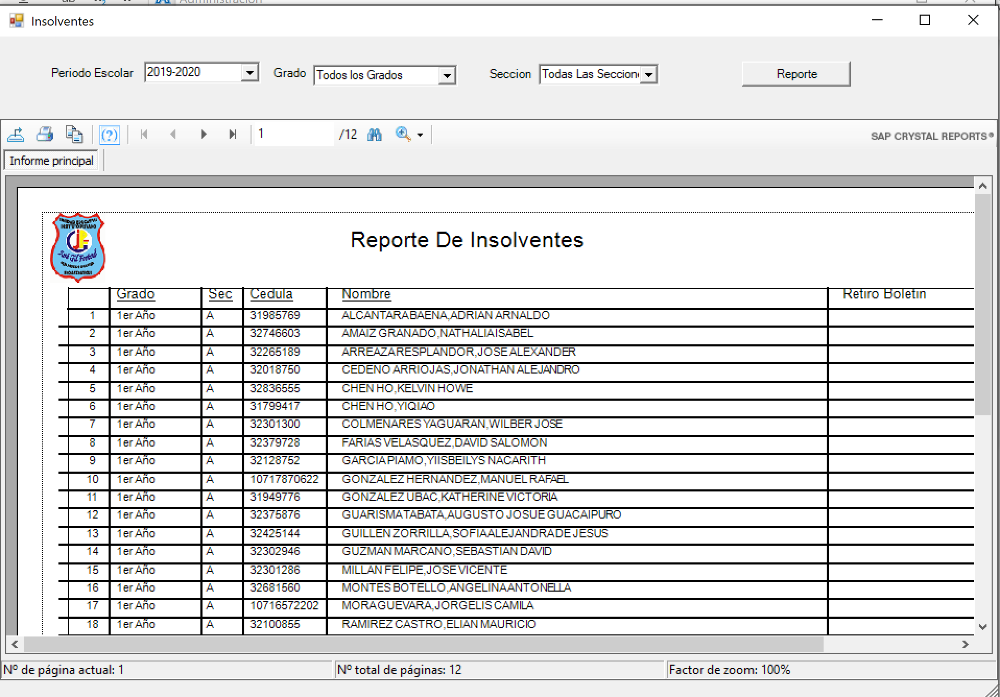 Administración
Insolventes
Periodo Escolar 2019-2020 Grado Todos los Grados Seccion Todas Las Seccion Reporte
(?) 1 /12 SAP CRYSTAL REPORTS®
Informe principal
José Gil Fortoul
Reporte De Insolventes
Grado Sec Cedula Nombre Retiro Boletin
1 1er Año A 31985769 ALCANTARA BAENA,ADRIAN ARNALDO
2 1er Año A 32746603 AMAIZ GRANADO,NATHALIA ISABEL
3 1er Año A 32265189 ARREAZA RESPLANDOR,JOSE ALEXANDER
4 1er Año A 32018750 CEDENO ARRIOJAS,JONATHAN ALEJANDRO
5 1er Año A 32836555 CHEN HO,KELVIN HOWE
6 1er Año A 31799417 CHEN HO,YIQIAO
7 1er Año A 32301300 COLMENARES YAGUARAN,WILBER JOSE
8 1er Año A 32379728 FARIAS VELASQUEZ,DAVID SALOMON
9 1er Año A 32128752 GARCIA PIAMO,YIISBEILYS NACARITH
10 1er Año A 10717870622 GONZALEZ HERNANDEZ,MANUEL RAFAEL
11 1er Año A 31949776 GONZALEZ UBAC,KATHERINE VICTORIA
12 1er Año A 32375876 GUARISMA TABATA,AUGUSTO JOSUE GUACAIPURO
13 1er Año A 32425144 GUILLEN ZORRILLA,SOFIA ALEJANDRA DE JESUS
14 1er Año A 32302946 GUZMAN MARCANO,SEBASTIAN DAVID
15 1er Año A 32301286 MILLAN FELIPE,JOSE VICENTE
16 1er Año A 32681560 MONTES BOTELLO,ANGELINA ANTONELLA
17 1er Año A 10716572202 MORA GUEVARA,JORGELIS CAMILA
18 1er Año A 32100855 RAMIREZ CASTRO,ELIAN MAURICIO
Nº de página actual: 1 Nº total de páginas: 12 Factor de zoom: 100%